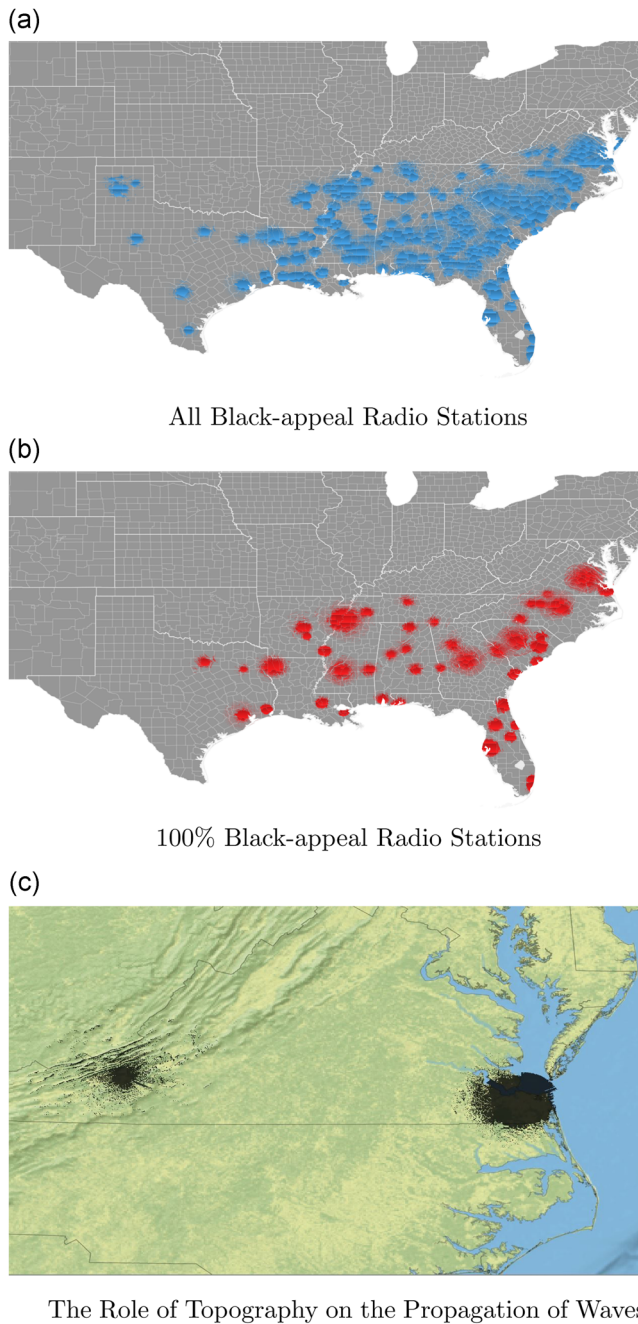 (a)
All Black-appeal Radio Stations
(b)
100% Black-appeal Radio Stations
(c)
The Role of Topography on the Propagation of Waves